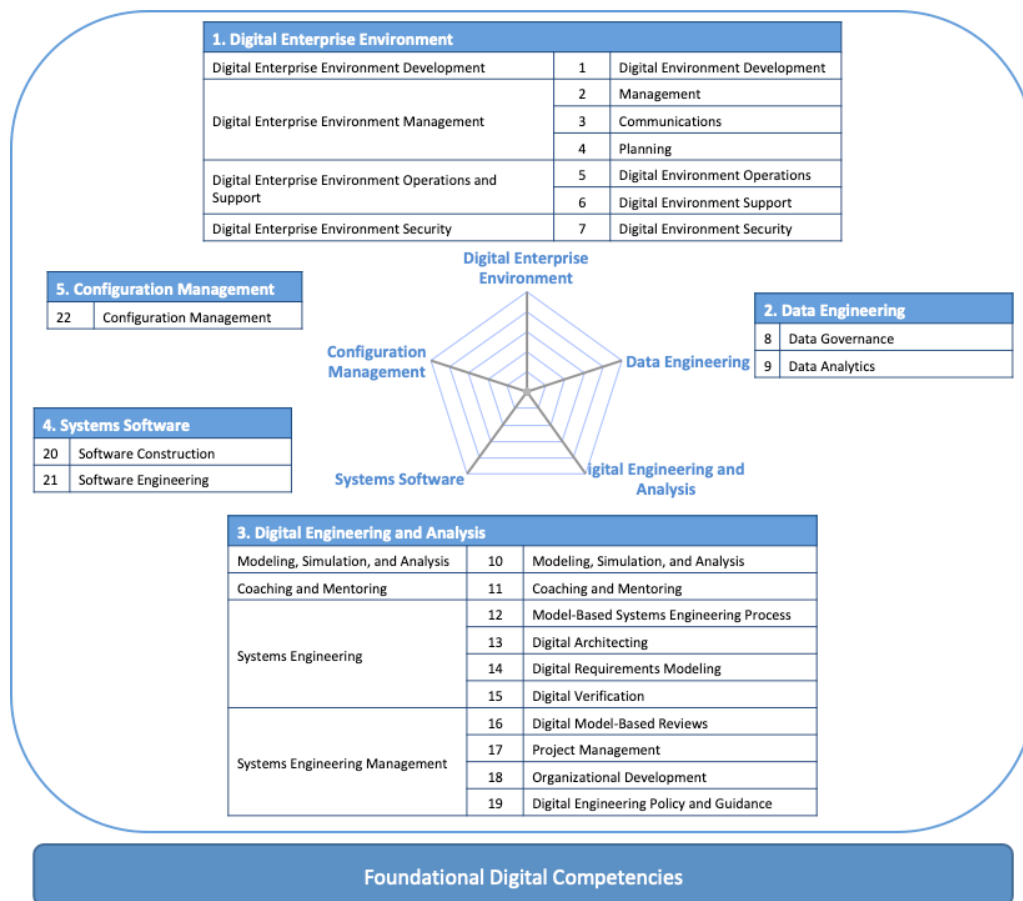 1. Digital Enterprise Environment
Digital Enterprise Environment Development
1
Digital Environment Development
Digital Enterprise Environment Management
2
Management
3
Communications
4
Planning
Digital Enterprise Environment Operations and
Support
5
Digital Environment Operations
6
Digital Environment Support
Digital Enterprise Environment Security
7
Digital Environment Security
Digital Enterprise
Environment
5. Configuration Management
22
Configuration Management
2. Data Engineering
8
Data Governance
9
Data Analytics
Configuration
Management
Data Engineering
4. Systems Software
20
Software Construction
21
Software Engineering
Systems Software
igital Engineering and
Analysis
3. Digital Engineering and Analysis
Modeling, Simulation, and Analysis
10
Modeling, Simulation, and Analysis
Coaching and Mentoring
11
Coaching and Mentoring
Systems Engineering
12
Model-Based Systems Engineering Process
13
Digital Architecting
14
Digital Requirements Modeling
15
Digital Verification
Systems Engineering Management
16
Digital Model-Based Reviews
17
Project Management
18
Organizational Development
19
Digital Engineering Policy and Guidance
Foundational Digital Competencies